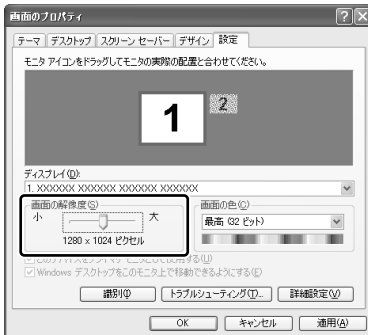 画面のプロパティ
テーマ デスクトップ スクリーン セーバー デザイン 設定
モニタ アイコンをドラッグしてモニタの実際の配置と合わせてください。
1 2
ディスプレイ(D):
1. XXXXXXX XXXXXX XXXXXXX XXXXXX
画面の解像度(S) 画面の色(C)
小 大 最高 (32 ビット)
1280 x 1024 ピクセル
このデバイスをプライマリ モニタとして使用する(U)
Windows デスクトップをこのモニタ上で移動できるようにする(E)
識別(I) トラブルシューティング(T)... 詳細設定(V)
OK キャンセル 適用(A)